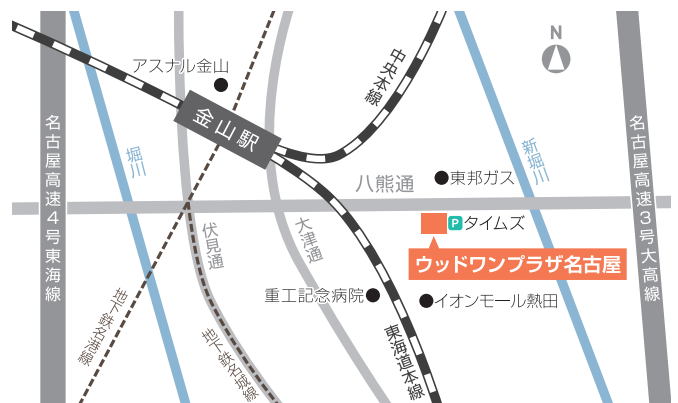 N
アスナル金山
中央本線
金山駅
名古屋高速4号東海線
名古屋高速3号大高線
堀川
新堀川
八熊通
東邦ガス
P タイムズ
伏見通
大津通
ウッドワンプラザ名古屋
重工記念病院
イオンモール熱田
地下鉄名港線
地下鉄名城線
東海道本線